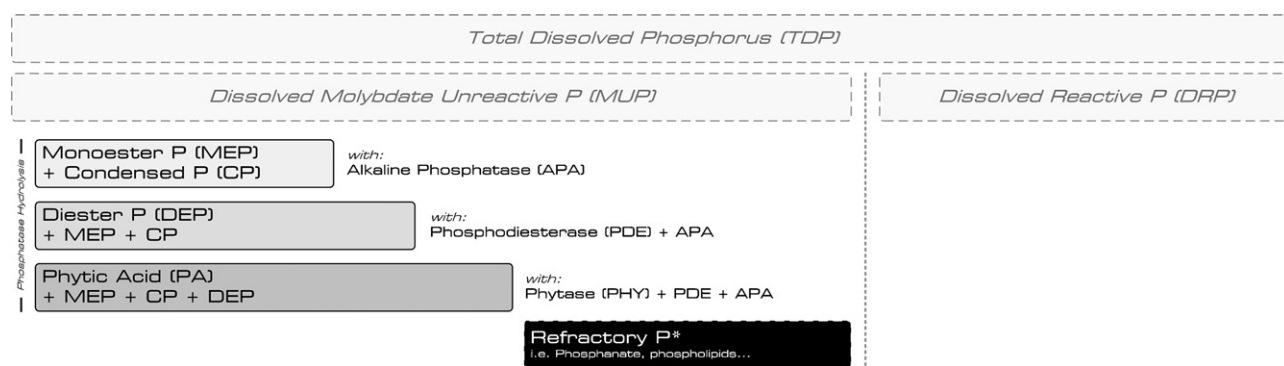 Total Dissolved Phosphorus (TDP)
Dissolved Molybdate Unreactive P (MUP)
Dissolved Reactive P (DRP)
Phosphatase Hydrolysis
Monoester P (MEP)
+ Condensed P (CP)
with:
Alkaline Phosphatase (APA)
Diester P (DEP)
+ MEP + CP
with:
Phosphodiesterase (PDE) + APA
Phytic Acid (PA)
+ MEP + CP + DEP
with:
Phytase (PHY) + PDE + APA
Refractory P*
i.e. Phosphanate, phospholipids...